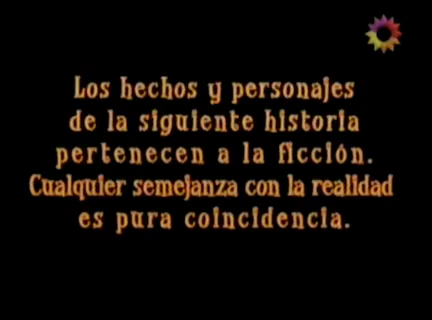 Los hechos y personajes
de la siguiente historia
pertenecen a la ficción.
Cualquier semejanza con la realidad
es pura coincidencia.